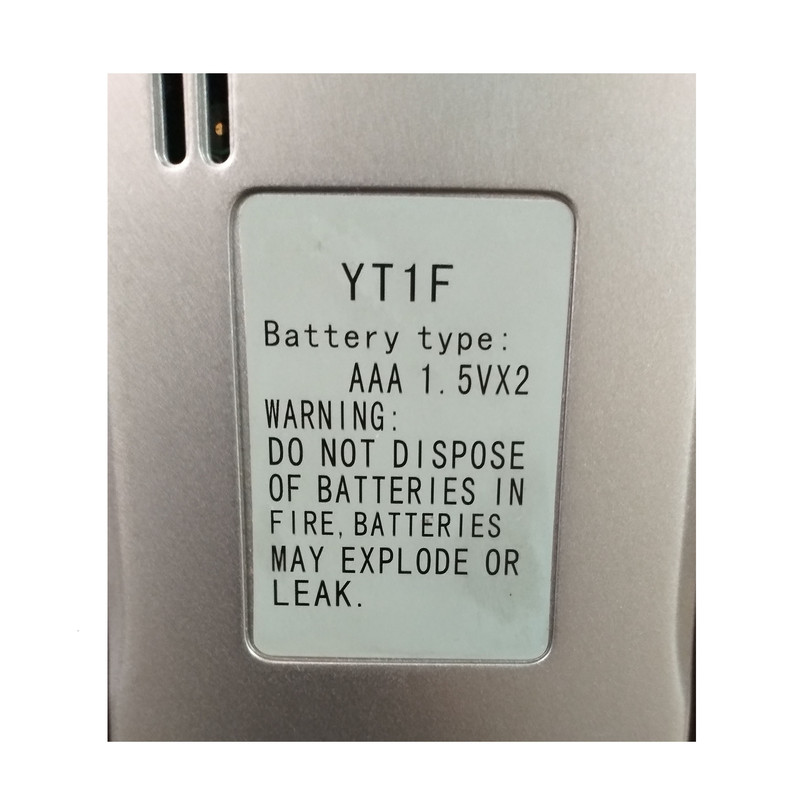 YT1F
Battery type:
AAA 1.5VX2
WARNING:
DO NOT DISPOSE
OF BATTERIES IN
FIRE, BATTERIES
MAY EXPLODE OR
LEAK.